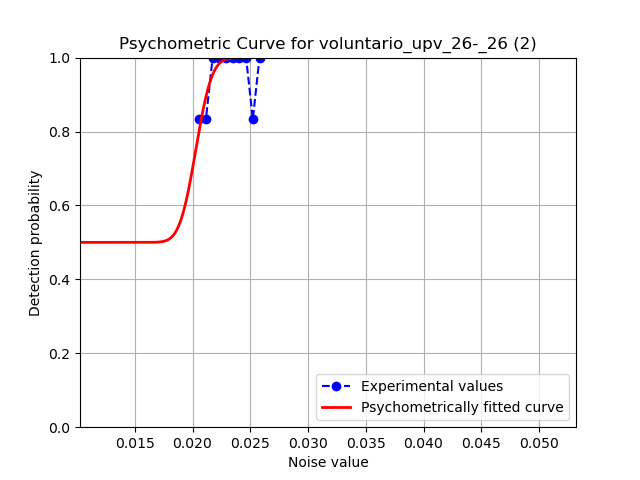 Psychometric Curve for voluntario_upv_26-_26 (2)
1.0
0.8
0.6
0.4
0.2
0.0
Detection probability
Experimental values
Psychometrically fitted curve
0.015 0.020 0.025 0.030 0.035 0.040 0.045 0.050
Noise value